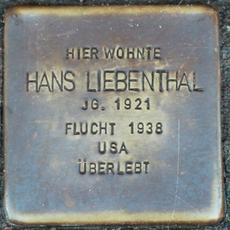 HIER WOHNTE
HANS LIEBENTHAL
JG. 1921
FLUCHT 1938
USA
ÜBERLEBT